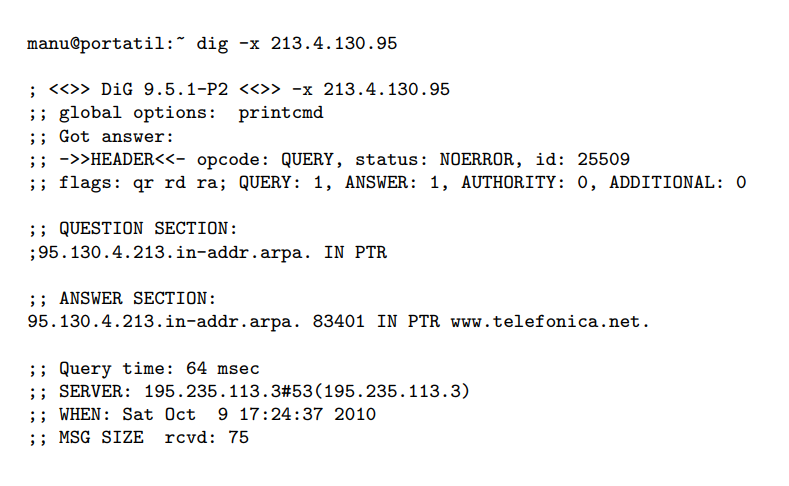 manu@portatil:~ dig -x 213.4.130.95
; <<>> DiG 9.5.1-P2 <<>> -x 213.4.130.95
;; global options:  printcmd
;; Got answer:
;; ->>HEADER<<- opcode: QUERY, status: NOERROR, id: 25509
;; flags: qr rd ra; QUERY: 1, ANSWER: 1, AUTHORITY: 0, ADDITIONAL: 0
;; QUESTION SECTION:
;95.130.4.213.in-addr.arpa. IN PTR
;; ANSWER SECTION:
95.130.4.213.in-addr.arpa. 83401 IN PTR www.telefonica.net.
;; Query time: 64 msec
;; SERVER: 195.235.113.3#53(195.235.113.3)
;; WHEN: Sat Oct  9 17:24:37 2010
;; MSG SIZE  rcvd: 75